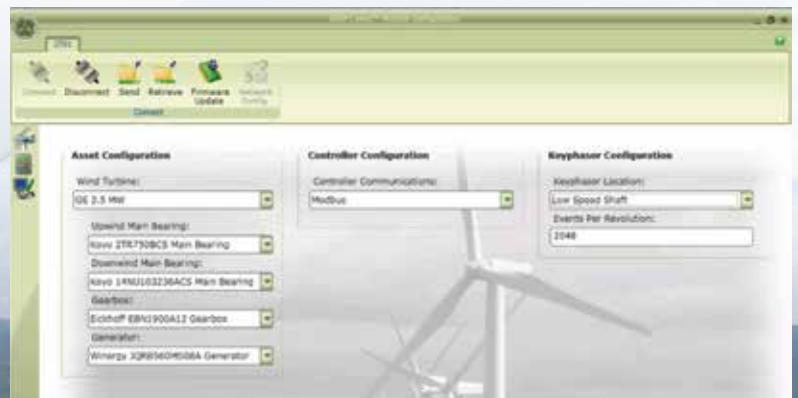 Connect Disconnect Send Retrieve Firmware Update Network Config
Connect
Asset Configuration
Wind Turbine:
GE 2.5 MW
Upwind Main Bearing:
Koyo 2TR750BCS Main Bearing
Downwind Main Bearing:
Koyo Main Bearing
Gearbox:
Eickhoff EBN1900A12 Gearbox
Generator:
Winergy Generator
Controller Configuration
Controller Communications:
Modbus
Keyphasor Configuration
Keyphasor Location:
Low Speed Shaft
Events Per Revolution:
2048